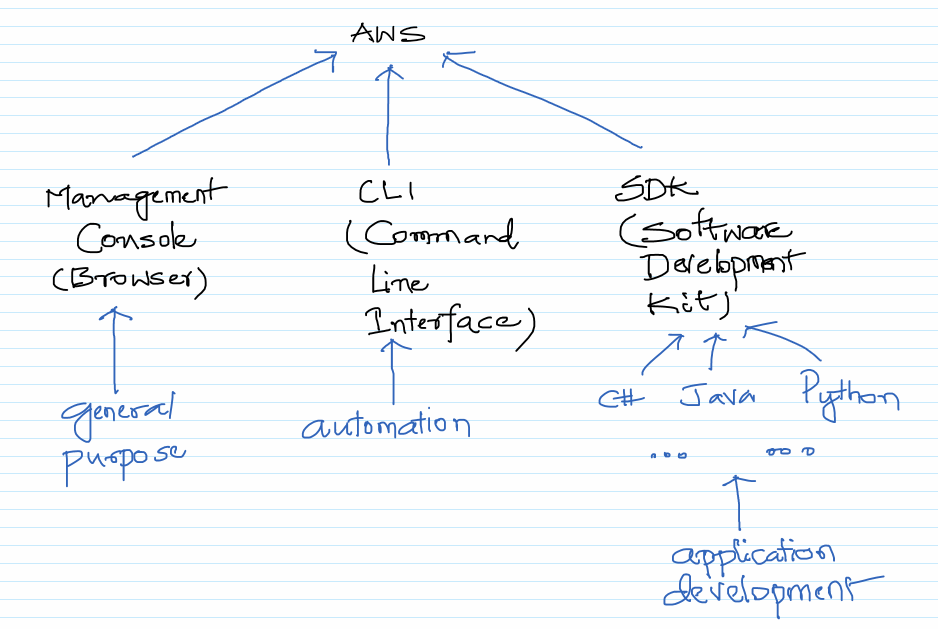 AWS
Management
Console
(Browser)
CLI
(Command
Line
Interface)
SDK
(Software
Development
Kit)
general
purpose
automation
C# Java Python
... ...
application
development